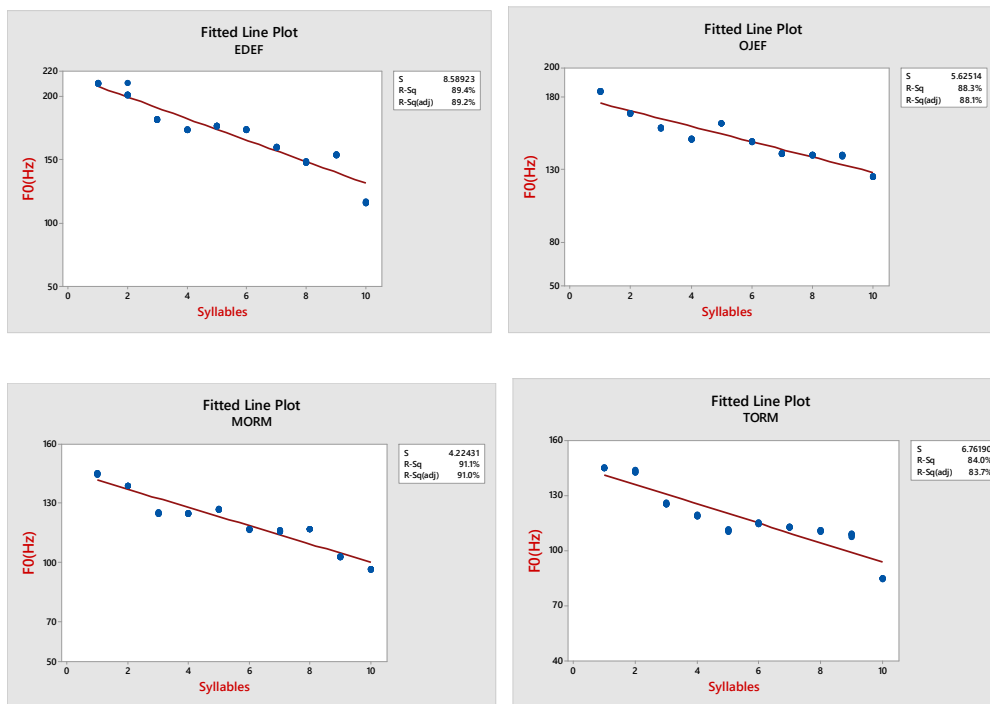 Fitted Line Plot
EDEF
220
200
150
100
50
0 2 4 6 8 10
F0(Hz)
Syllables
S 8.58923
R-Sq 89.4%
R-Sq(adj) 89.2%
Fitted Line Plot
OJEF
200
180
130
80
50
0 2 4 6 8 10
F0(Hz)
Syllables
S 5.62514
R-Sq 88.3%
R-Sq(adj) 88.1%
Fitted Line Plot
MORM
160
130
100
70
50
0 2 4 6 8 10
F0(Hz)
Syllables
S 4.22431
R-Sq 91.1%
R-Sq(adj) 91.0%
Fitted Line Plot
TORM
160
130
100
70
40
0 2 4 6 8 10
F0(Hz)
Syllables
S 6.76190
R-Sq 84.0%
R-Sq(adj) 83.7%